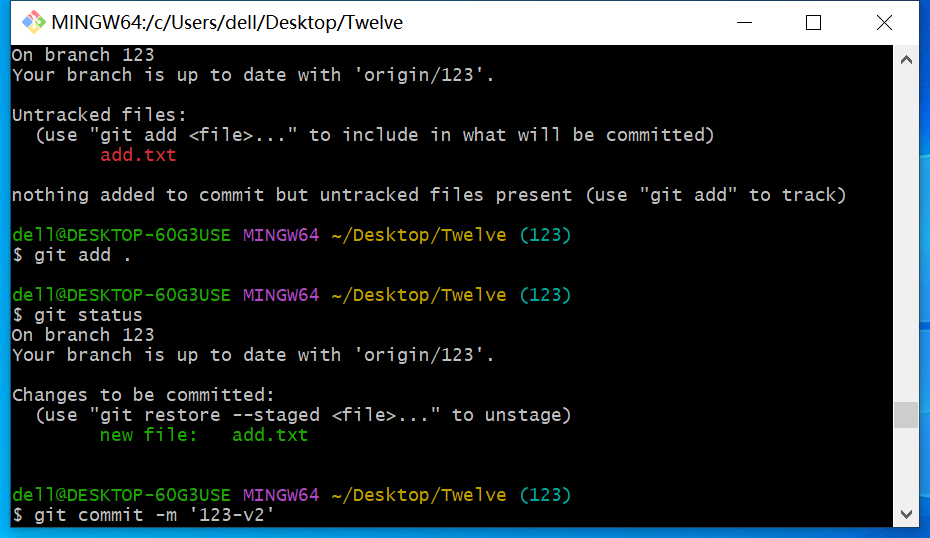 MINGW64:/c/Users/dell/Desktop/Twelve
On branch 123
Your branch is up to date with 'origin/123'.
Untracked files:
(use "git add <file>..." to include in what will be committed)
add.txt
nothing added to commit but untracked files present (use "git add" to track)
dell@DESKTOP-6OG3USE MINGW64 ~/Desktop/Twelve (123)
$ git add .
dell@DESKTOP-6OG3USE MINGW64 ~/Desktop/Twelve (123)
$ git status
On branch 123
Your branch is up to date with 'origin/123'.
Changes to be committed:
(use "git restore --staged <file>..." to unstage)
new file:   add.txt
dell@DESKTOP-6OG3USE MINGW64 ~/Desktop/Twelve (123)
$ git commit -m '123-v2'